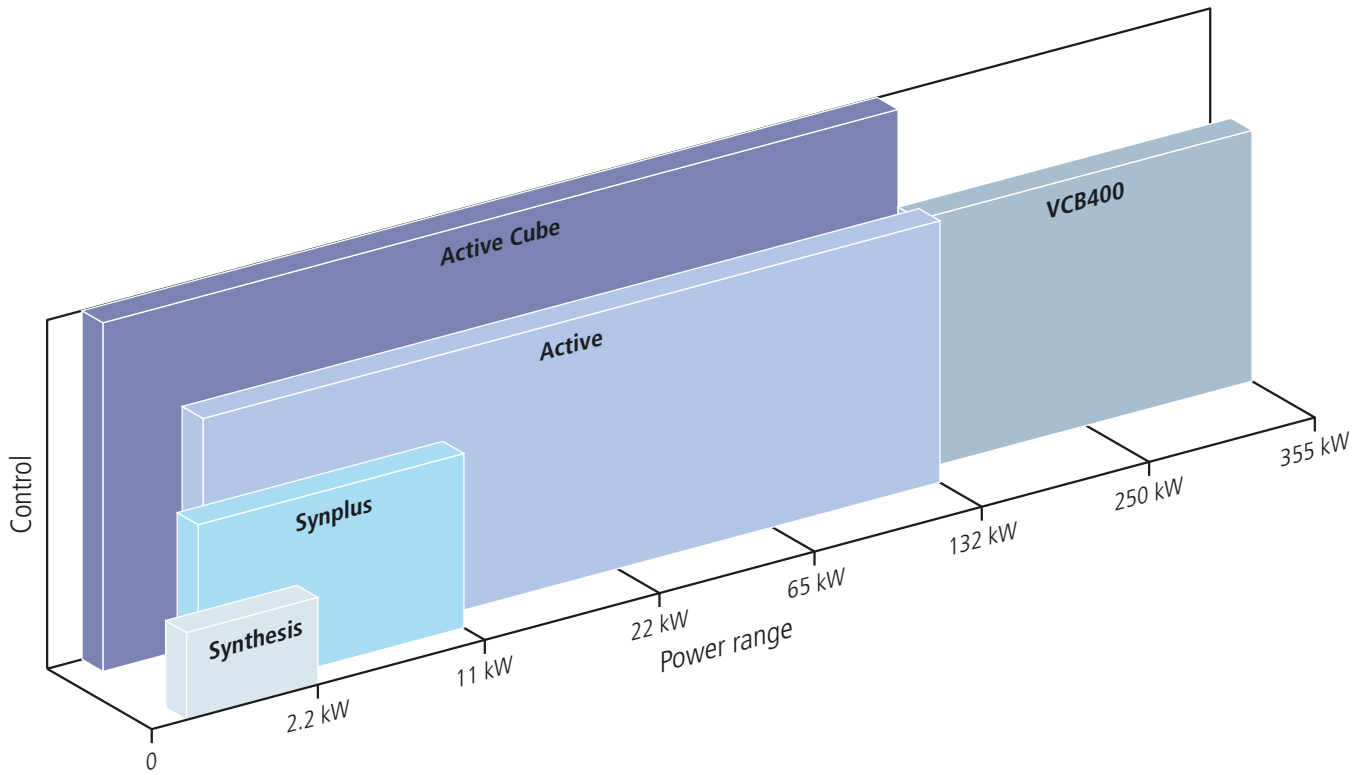 VCB400
Active Cube
Active
Synplus
Synthesis
Control
0
2.2 kW
11 kW
22 kW
65 kW
132 kW
250 kW
355 kW
Power range